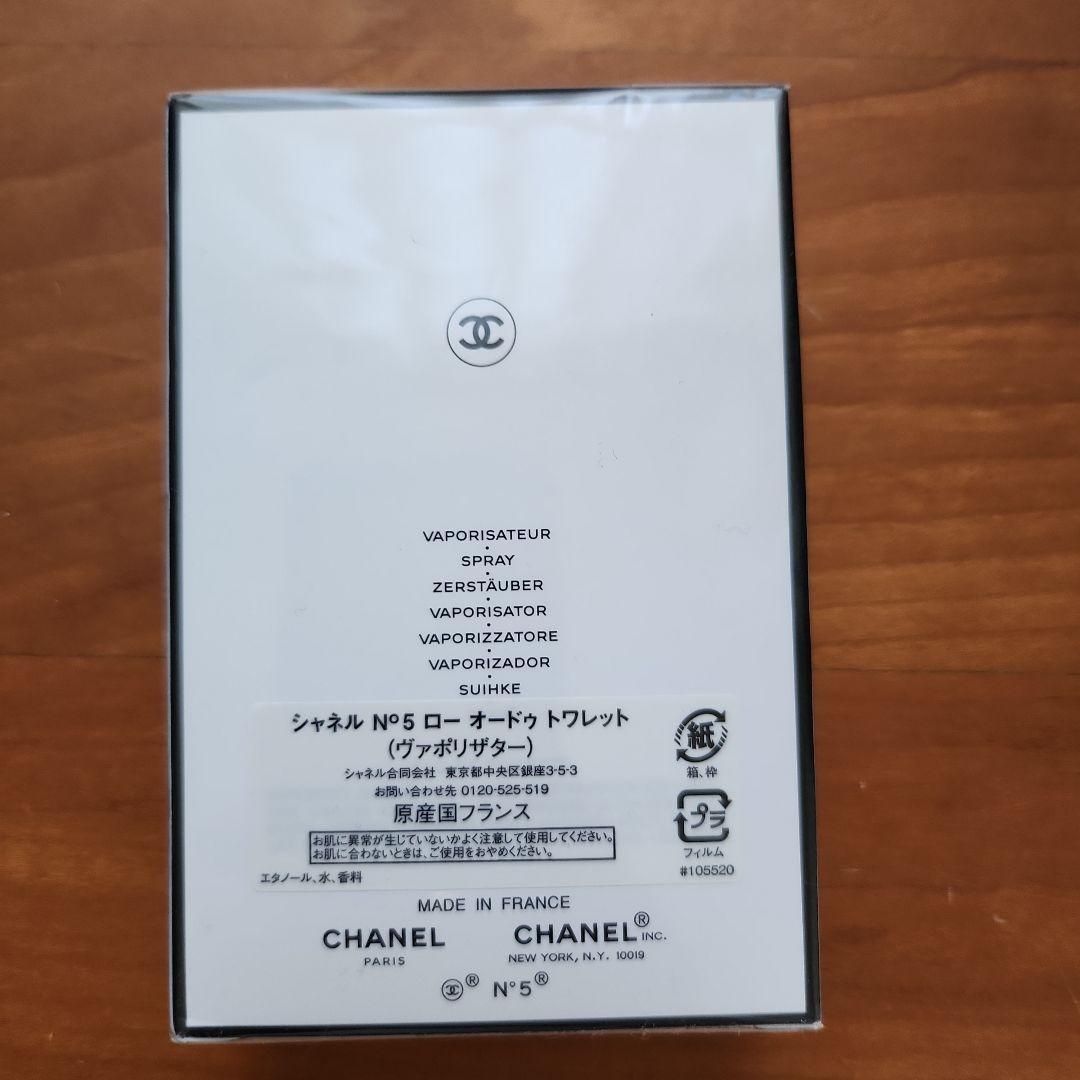 VAPORISATEUR
SPRAY
ZERSTÄUBER
VAPORISATOR
VAPORIZZATORE
VAPORIZADOR
SUIHKE
シャネル Nº5 ロー オードゥ トワレット
(ヴァポリザター)
シャネル合同会社 東京都中央区銀座3-5-3
お問い合わせ先 0120-525-519
原産国フランス
お肌に異常が生じていないかよく注意して使用してください。
お肌に合わないときは、ご使用をおやめください。
エタノール、水、香料
紙
箱、枠
プラ
フィルム
#105520
MADE IN FRANCE
CHANEL
PARIS
CHANEL® INC.
NEW YORK, N.Y. 10019
® N°5®